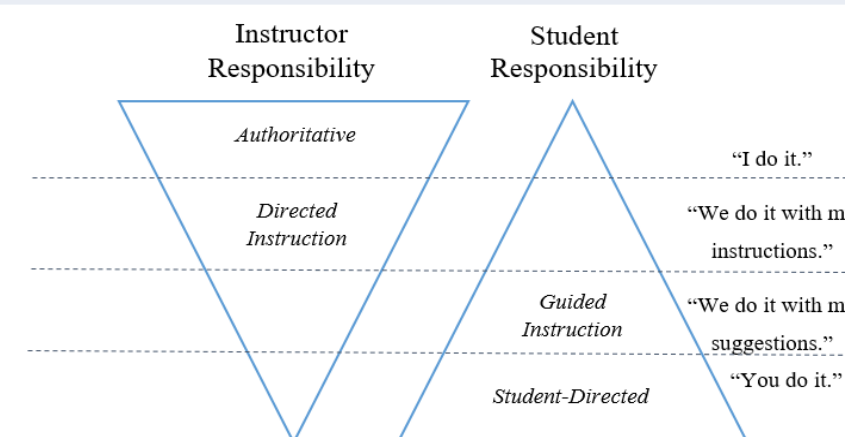 Instructor
Responsibility
Student
Responsibility
Authoritative
“I do it.”
Directed
Instruction
“We do it with m
instructions.”
Guided
Instruction
“We do it with m
suggestions.”
Student-Directed
“You do it.”